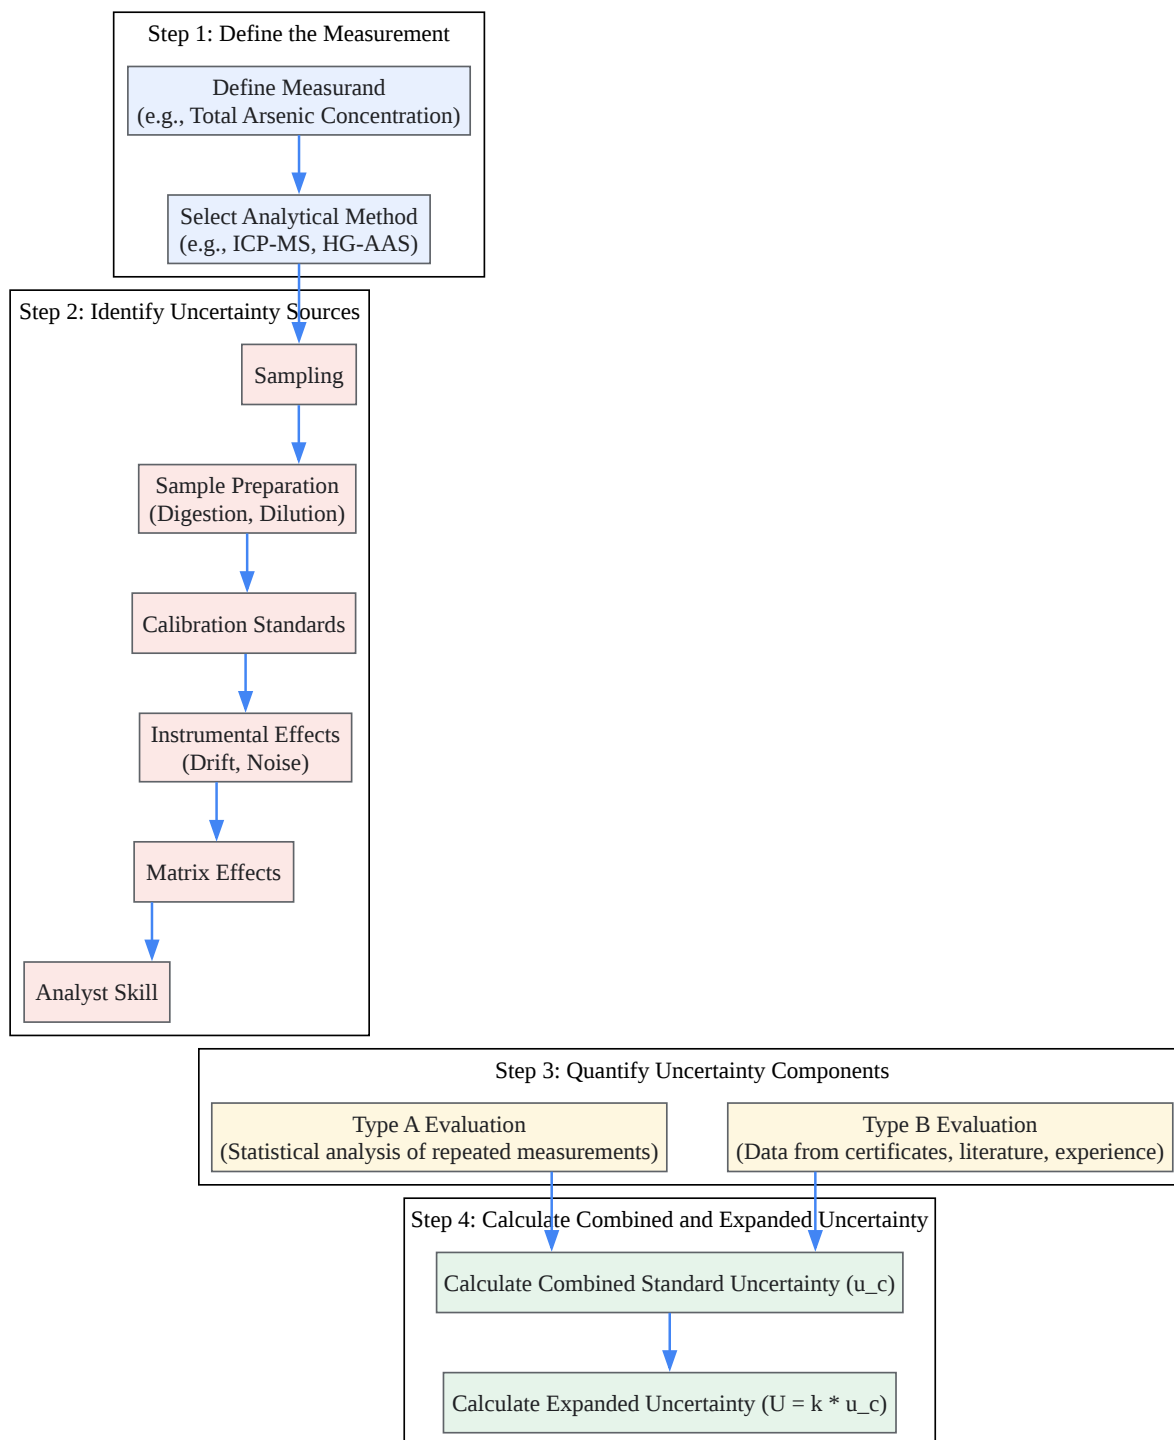 Step 1: Define the Measurement
Define Measurand
(e.g., Total Arsenic Concentration)
Select Analytical Method
(e.g., ICP-MS, HG-AAS)
Step 2: Identify Uncertainty Sources
Sampling
Sample Preparation
(Digestion, Dilution)
Calibration Standards
Instrumental Effects
(Drift, Noise)
Matrix Effects
Analyst Skill
Step 3: Quantify Uncertainty Components
Type A Evaluation
(Statistical analysis of repeated measurements)
Type B Evaluation
(Data from certificates, literature, experience)
Step 4: Calculate Combined and Expanded Uncertainty
Calculate Combined Standard Uncertainty (u_c)
Calculate Expanded Uncertainty (U = k * u_c)